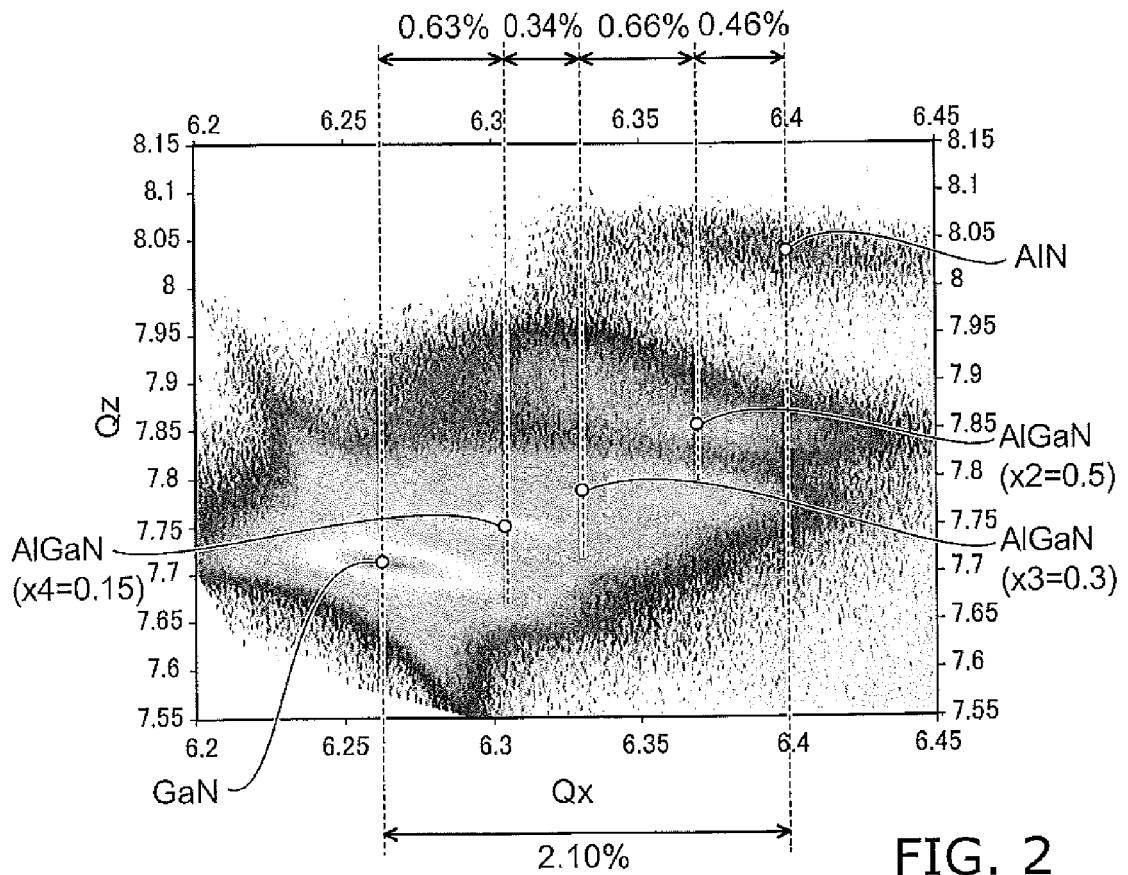 0.63% 0.34% 0.66% 0.46%
6.2 6.25 6.3 6.35 6.4 6.45
8.15 8.15
8.1 8.1
8.05 8.05
AlN
8 8
7.95 7.95
7.9 7.9
Qz
7.85 7.85
AlGaN
(x2=0.5)
7.8 7.8
7.75 7.75
AlGaN
(x4=0.15)
AlGaN
(x3=0.3)
7.7 7.7
7.65 7.65
7.6 7.6
7.55 7.55
6.2 6.25 6.3 6.35 6.4 6.45
GaN
Qx
2.10%
FIG. 2